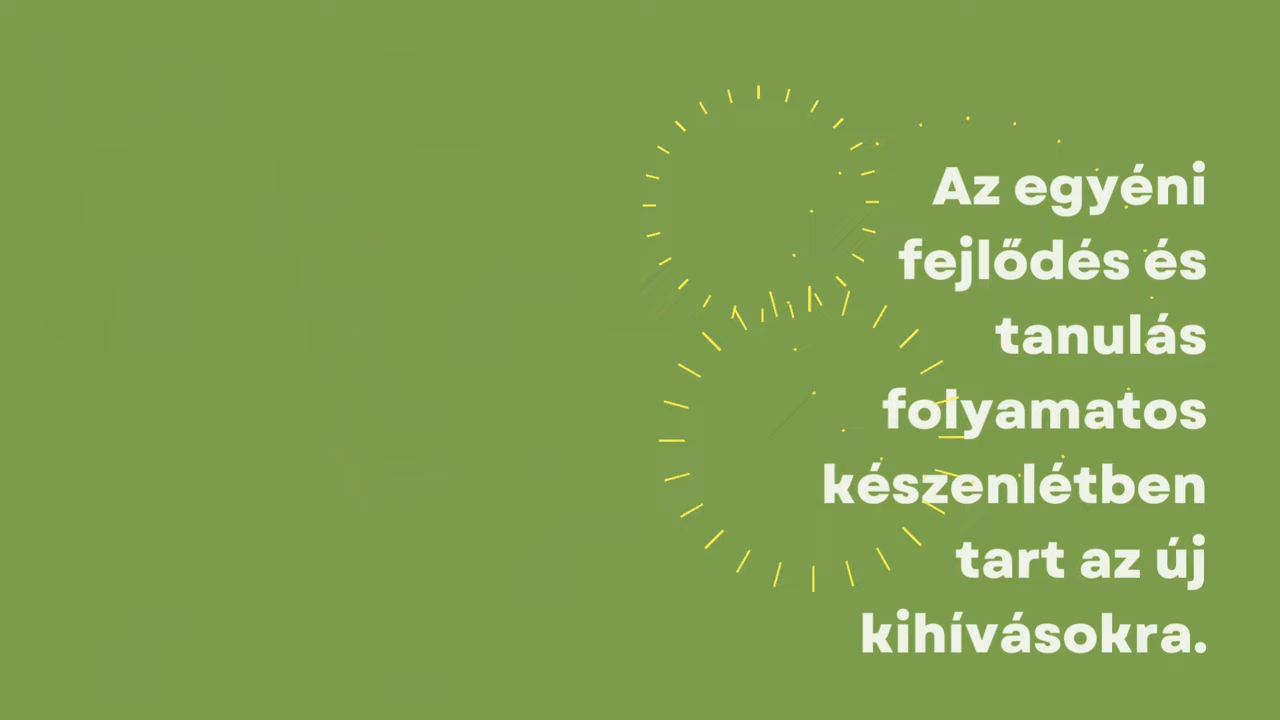 Az egyéni
fejlődés és
tanulás
folyamatos
készenlétben
tart az új
kihívásokra.